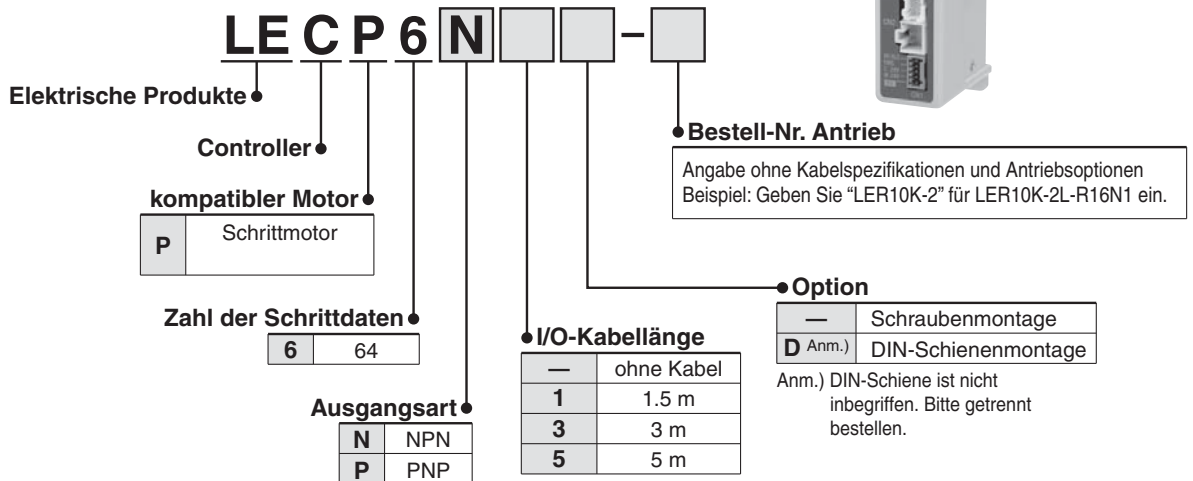 LECP6N – 
Elektrische Produkte
Controller
kompatibler Motor
P Schrittmotor
Zahl der Schrittdaten
6 64
Ausgangsart
N NPN
P PNP
I/O-Kabellänge
— ohne Kabel
1 1.5 m
3 3 m
5 5 m
Option
— Schraubenmontage
D Anm.) DIN-Schienenmontage
Anm.) DIN-Schiene ist nicht
inbegriffen. Bitte getrennt
bestellen.
Bestell-Nr. Antrieb
Angabe ohne Kabelspezifikationen und Antriebsoptionen
Beispiel: Geben Sie “LER10K-2” für LER10K-2L-R16N1 ein.